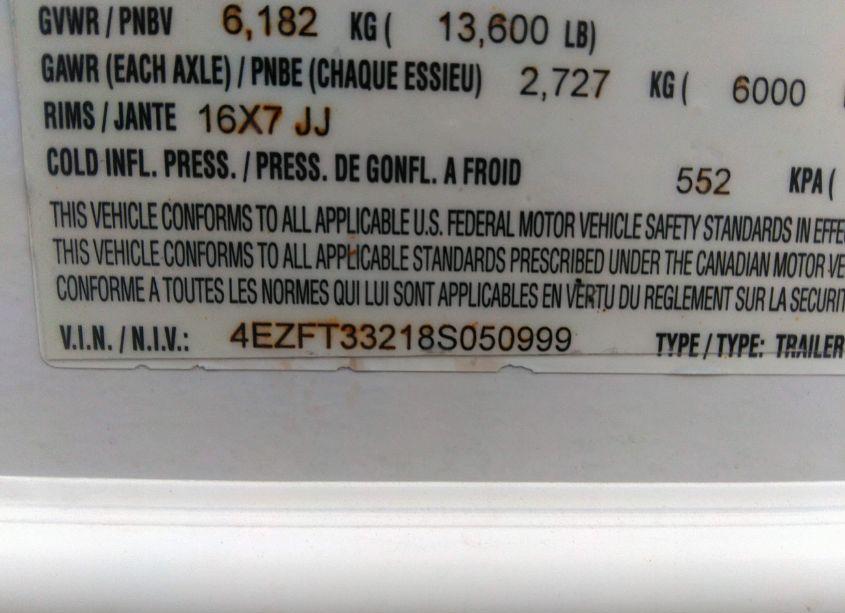 GVWR / PNBV 6,182 KG ( 13,600 LB)
GAWR (EACH AXLE) / PNBE (CHAQUE ESSIEU) 2,727 KG ( 6000
RIMS / JANTE 16X7 JJ
COLD INFL. PRESS. / PRESS. DE GONFL. A FROID 552 KPA (
THIS VEHICLE CONFORMS TO ALL APPLICABLE U.S. FEDERAL MOTOR VEHICLE SAFETY STANDARDS IN EFFE
THIS VEHICLE CONFORMS TO ALL APPLICABLE STANDARDS PRESCRIBED UNDER THE CANADIAN MOTOR VE
CONFORME A TOUTES LES NORMES QUI LUI SONT APPLICABLES EN VERTU DU REGLEMENT SUR LA SECURIT
V.I.N. / N.I.V.: 4EZFT33218S050999 TYPE / TYPE: TRAILER